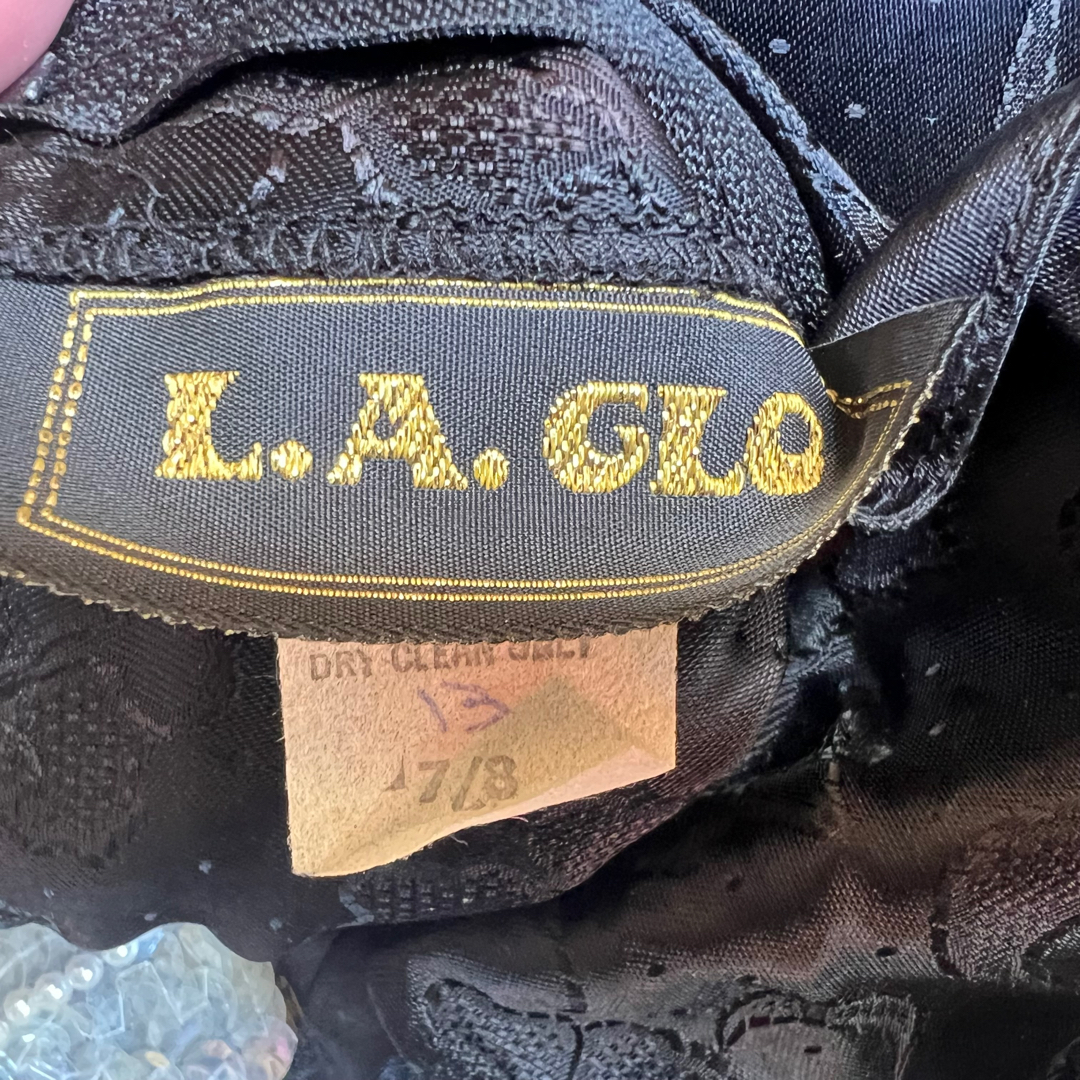 L.A. GLO
DRY CLEAN ONLY
13
7/8